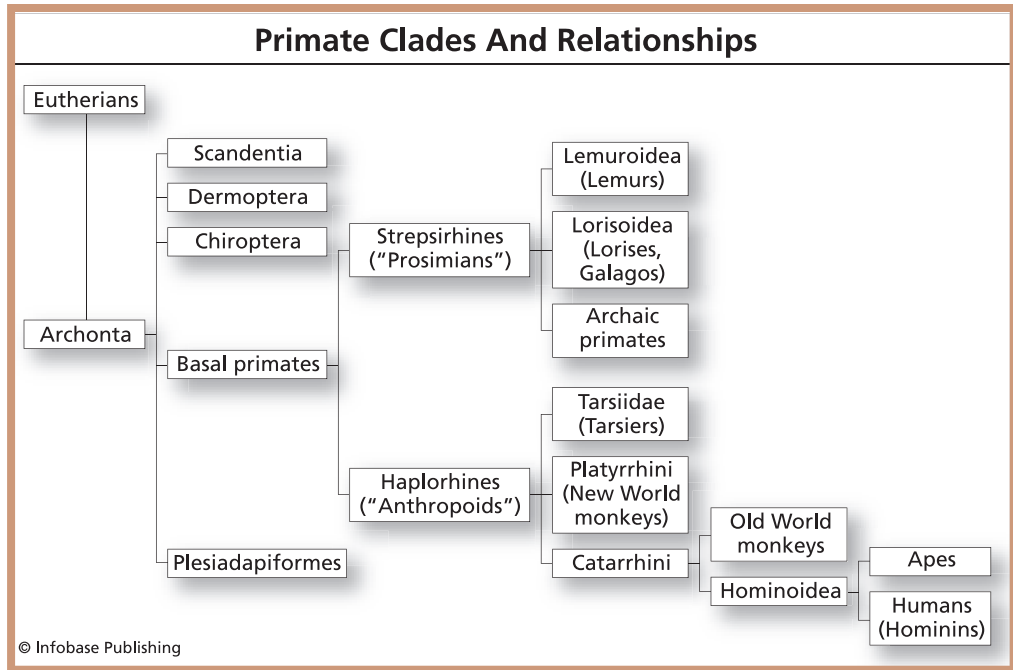 Primate Clades And Relationships
Eutherians
Archonta
Scandentia
Dermoptera
Chiroptera
Basal primates
Plesiadapiformes
Strepsirhines
(“Prosimians”)
Haplorhines
(“Anthropoids”)
Lemuroidea
(Lemurs)
Lorisoidea
(Lorises,
Galagos)
Archaic
primates
Tarsiidae
(Tarsiers)
Platyrrhini
(New World
monkeys)
Catarrhini
Old World
monkeys
Hominoidea
Apes
Humans
(Hominins)
© Infobase Publishing